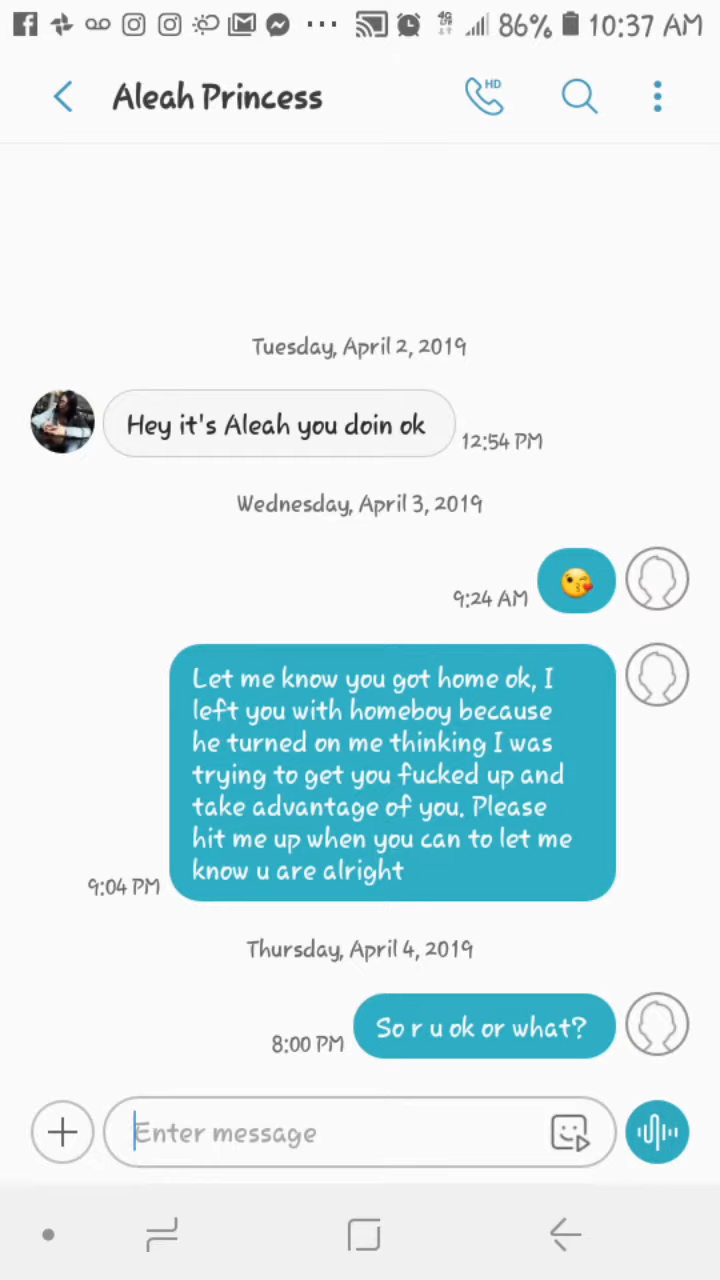 86% 10:37 AM
Aleah Princess
HD
Tuesday, April 2, 2019
Hey it's Aleah you doin ok
12:54 PM
Wednesday, April 3, 2019
9:24 AM
Let me know you got home ok, I
left you with homeboy because
he turned on me thinking I was
trying to get you fucked up and
take advantage of you. Please
hit me up when you can to let me
know u are alright
9:04 PM
Thursday, April 4, 2019
So r u ok or what?
8:00 PM
Enter message